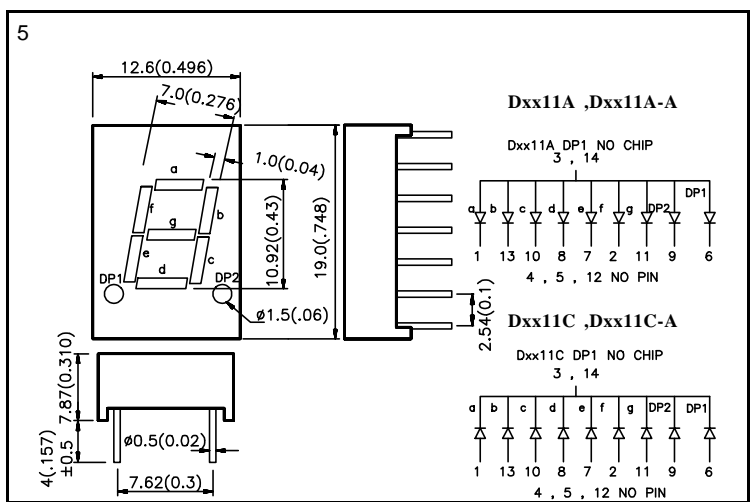 5
12.6(0.496)
7.0(0.276)
1.0(0.04)
a
f
b
g
e
c
d
DP1
DP2
10.92(0.43)
19.0(.748)
ø1.5(.06)
2.54(0.1)
7.87(0.310)
4(.157)
±0.5
ø0.5(0.02)
7.62(0.3)
Dxx11A ,Dxx11A-A
Dxx11A DP1 NO CHIP
3 , 14
a b c d e f g DP2 DP1
1 13 10 8 7 2 11 9 6
4 , 5 , 12 NO PIN
Dxx11C ,Dxx11C-A
Dxx11C DP1 NO CHIP
3 , 14
a b c d e f g DP2 DP1
1 13 10 8 7 2 11 9 6
4 , 5 , 12 NO PIN